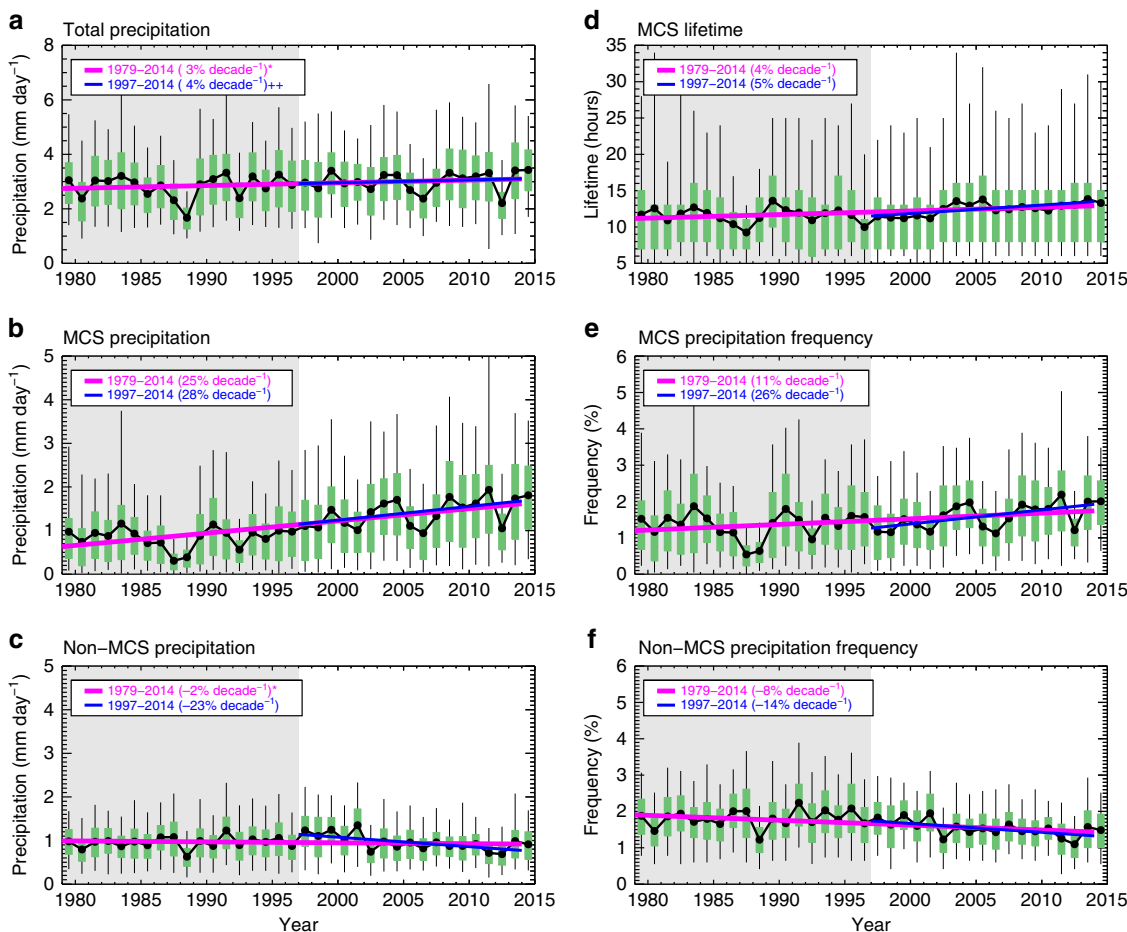 a
Total precipitation
Precipitation (mm day⁻¹)
8
6
4
2
0
1979–2014 ( 3% decade⁻¹)*
1997–2014 ( 4% decade⁻¹)++
1980 1985 1990 1995 2000 2005 2010 2015
b
MCS precipitation
Precipitation (mm day⁻¹)
5
4
3
2
1
0
1979–2014 (25% decade⁻¹)
1997–2014 (28% decade⁻¹)
1980 1985 1990 1995 2000 2005 2010 2015
c
Non−MCS precipitation
Precipitation (mm day⁻¹)
5
4
3
2
1
0
1979–2014 (−2% decade⁻¹)*
1997–2014 (−23% decade⁻¹)
1980 1985 1990 1995 2000 2005 2010 2015
Year
d
MCS lifetime
Lifetime (hours)
35
30
25
20
15
10
5
1979–2014 (4% decade⁻¹)
1997–2014 (5% decade⁻¹)
1980 1985 1990 1995 2000 2005 2010 2015
e
MCS precipitation frequency
Frequency (%)
6
5
4
3
2
1
0
1979–2014 (11% decade⁻¹)
1997–2014 (26% decade⁻¹)
1980 1985 1990 1995 2000 2005 2010 2015
f
Non−MCS precipitation frequency
Frequency (%)
6
5
4
3
2
1
0
1979–2014 (−8% decade⁻¹)
1997–2014 (−14% decade⁻¹)
1980 1985 1990 1995 2000 2005 2010 2015
Year